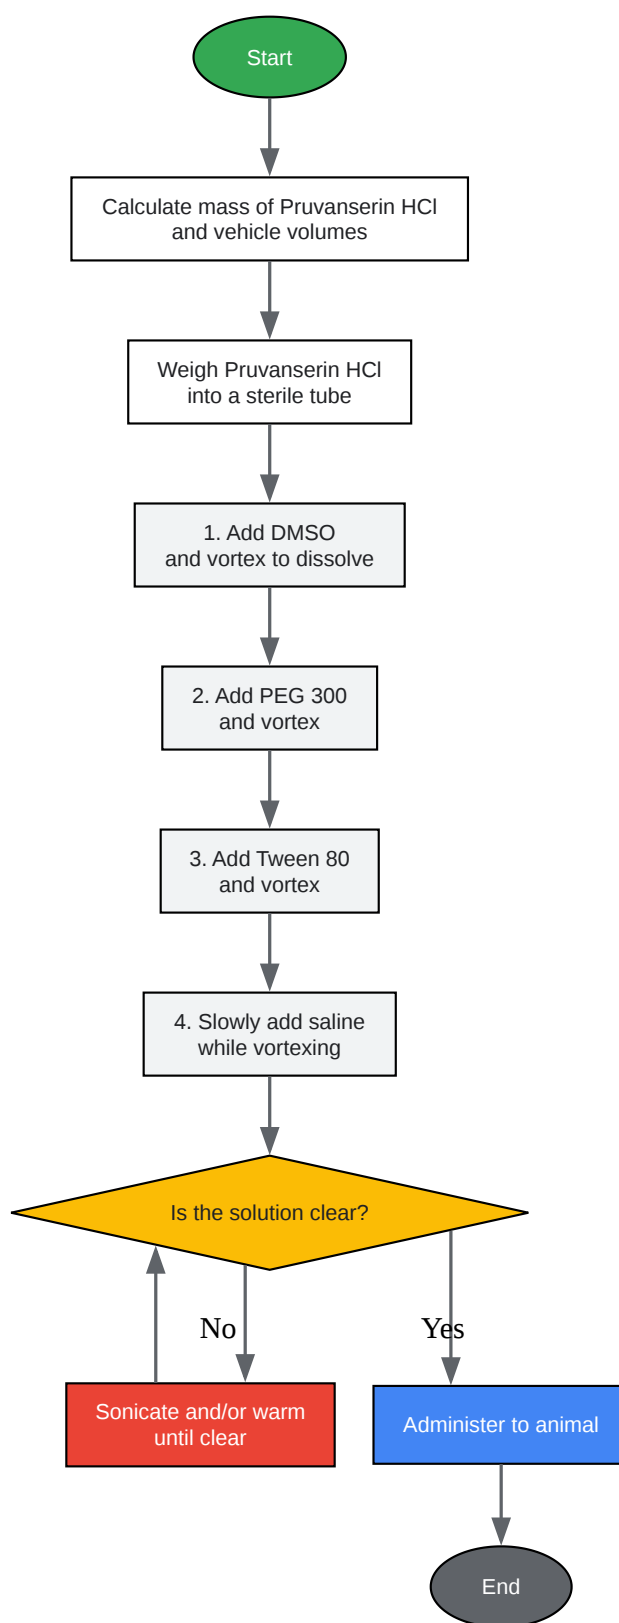 Start
Calculate mass of Pruvanserin HCl
and vehicle volumes
Weigh Pruvanserin HCl
into a sterile tube
1. Add DMSO
and vortex to dissolve
2. Add PEG 300
and vortex
3. Add Tween 80
and vortex
4. Slowly add saline
while vortexing
Is the solution clear?
No
Yes
Sonicate and/or warm
until clear
Administer to animal
End